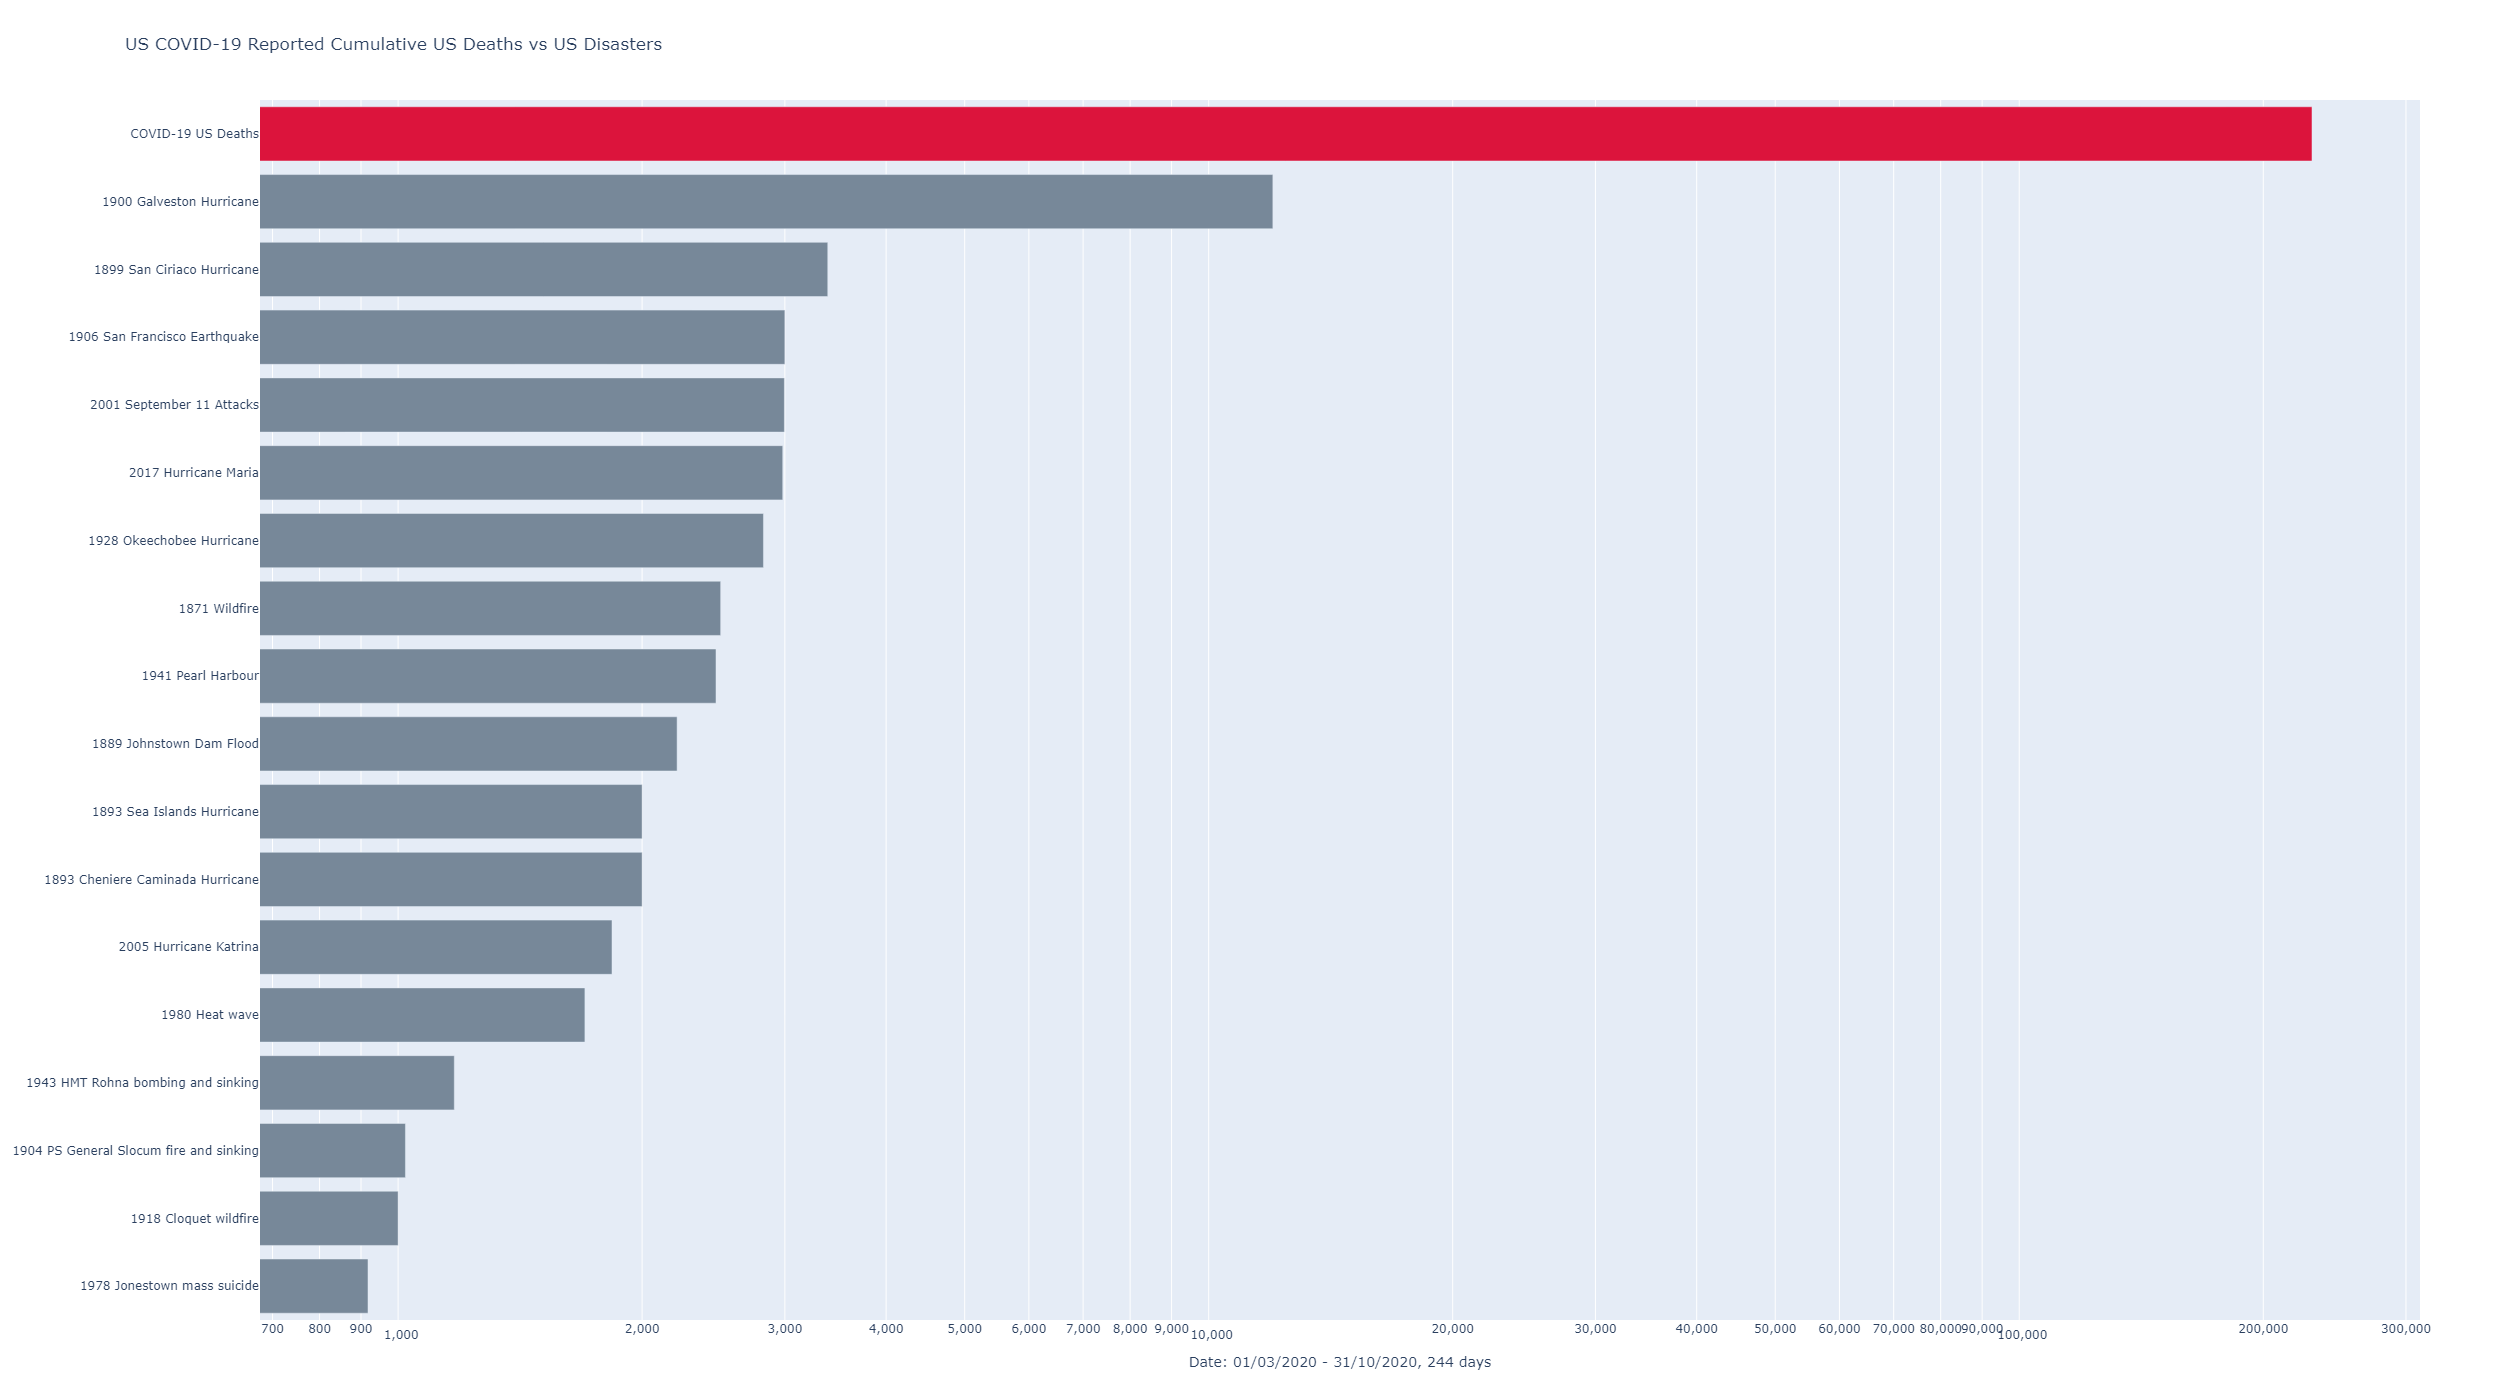 US COVID-19 Reported Cumulative US Deaths vs US Disasters
COVID-19 US Deaths
1900 Galveston Hurricane
1899 San Ciriaco Hurricane
1906 San Francisco Earthquake
2001 September 11 Attacks
2017 Hurricane Maria
1928 Okeechobee Hurricane
1871 Wildfire
1941 Pearl Harbour
1889 Johnstown Dam Flood
1893 Sea Islands Hurricane
1893 Cheniere Caminada Hurricane
2005 Hurricane Katrina
1980 Heat wave
1943 HMT Rohna bombing and sinking
1904 PS General Slocum fire and sinking
1918 Cloquet wildfire
1978 Jonestown mass suicide
700 800 900 1,000 2,000 3,000 4,000 5,000 6,000 7,000 8,000 9,000 10,000 20,000 30,000 40,000 50,000 60,000 70,000 80,000 90,000 100,000 200,000 300,000
Date: 01/03/2020 - 31/10/2020, 244 days